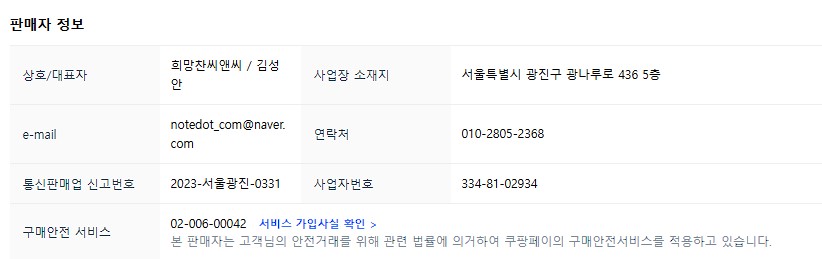 판매자 정보
상호/대표자
희망찬씨앤씨 / 김성
안
사업장 소재지
서울특별시 광진구 광나루로 436 5층
e-mail
notedot_com@naver.
com
연락처
010-2805-2368
통신판매업 신고번호
2023-서울광진-0331
사업자번호
334-81-02934
구매안전 서비스
02-006-00042 서비스 가입사실 확인 >
본 판매자는 고객님의 안전거래를 위해 관련 법률에 의거하여 쿠팡페이의 구매안전서비스를 적용하고 있습니다.